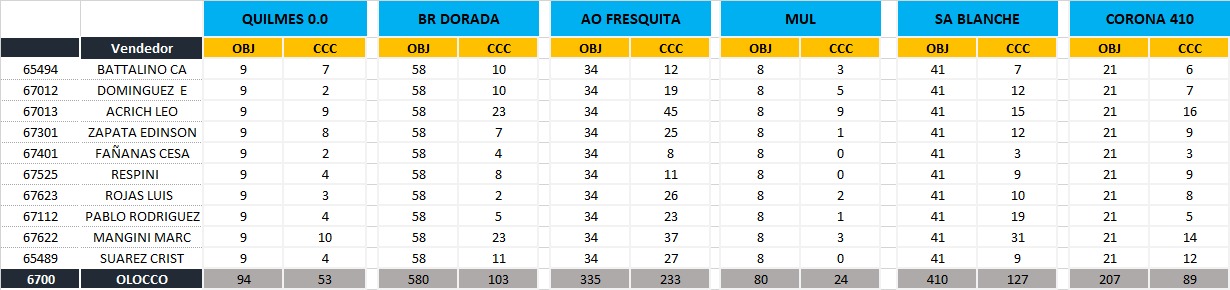 QUILMES 0.0 BR DORADA AO FRESQUITA MUL SA BLANCHE CORONA 410
Vendedor OBJ CCC OBJ CCC OBJ CCC OBJ CCC OBJ CCC OBJ CCC
65494 BATTALINO CA 9 7 58 10 34 12 8 3 41 7 21 6
67012 DOMINGUEZ E 9 2 58 10 34 19 8 5 41 12 21 7
67013 ACRICH LEO 9 9 58 23 34 45 8 9 41 15 21 16
67301 ZAPATA EDINSON 9 8 58 7 34 25 8 1 41 12 21 9
67401 FAÑANAS CESA 9 2 58 4 34 8 8 0 41 3 21 3
67525 RESPINI 9 4 58 8 34 11 8 0 41 9 21 9
67623 ROJAS LUIS 9 3 58 2 34 26 8 2 41 10 21 8
67112 PABLO RODRIGUEZ 9 4 58 5 34 23 8 1 41 19 21 5
67622 MANGINI MARC 9 10 58 23 34 37 8 3 41 31 21 14
65489 SUAREZ CRIST 9 4 58 11 34 27 8 0 41 9 21 12
6700 OLOCCO 94 53 580 103 335 233 80 24 410 127 207 89